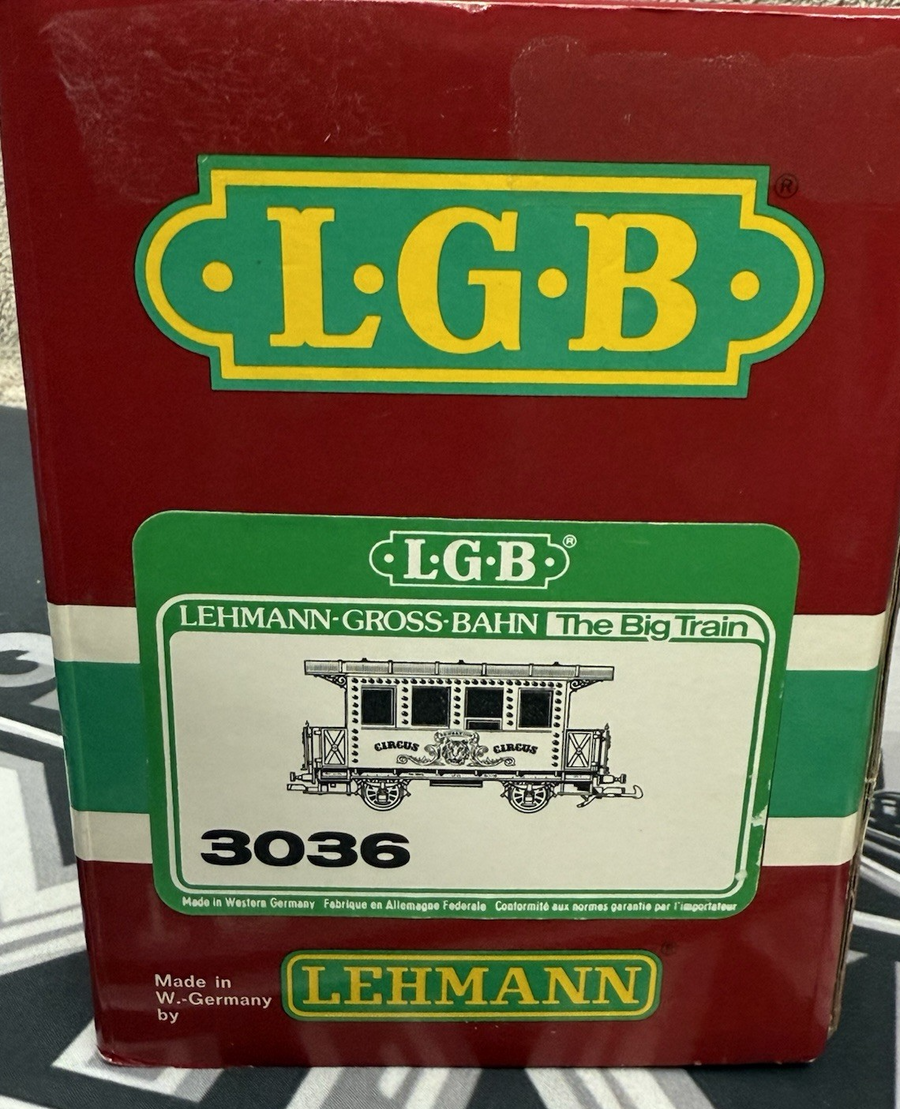 L·G·B ®
L·G·B ®
LEHMANN-GROSS-BAHN The Big Train
CIRCUS CIRCUS
3036
Made in Western Germany Fabrique en Allemagne Federale Conformité aux normes garantie par l'importateur
Made in
W.-Germany
by
LEHMANN